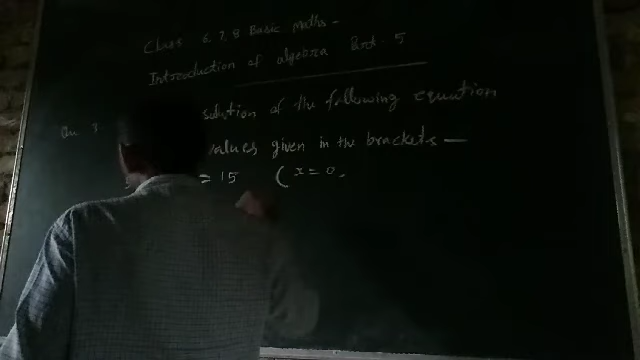 Class 6, 7, 8 Basic Maths -
Introduction of algebra Part. 5
Qu. 3 solution of the following equation
values given in the brackets —
= 15 ( x = 0,